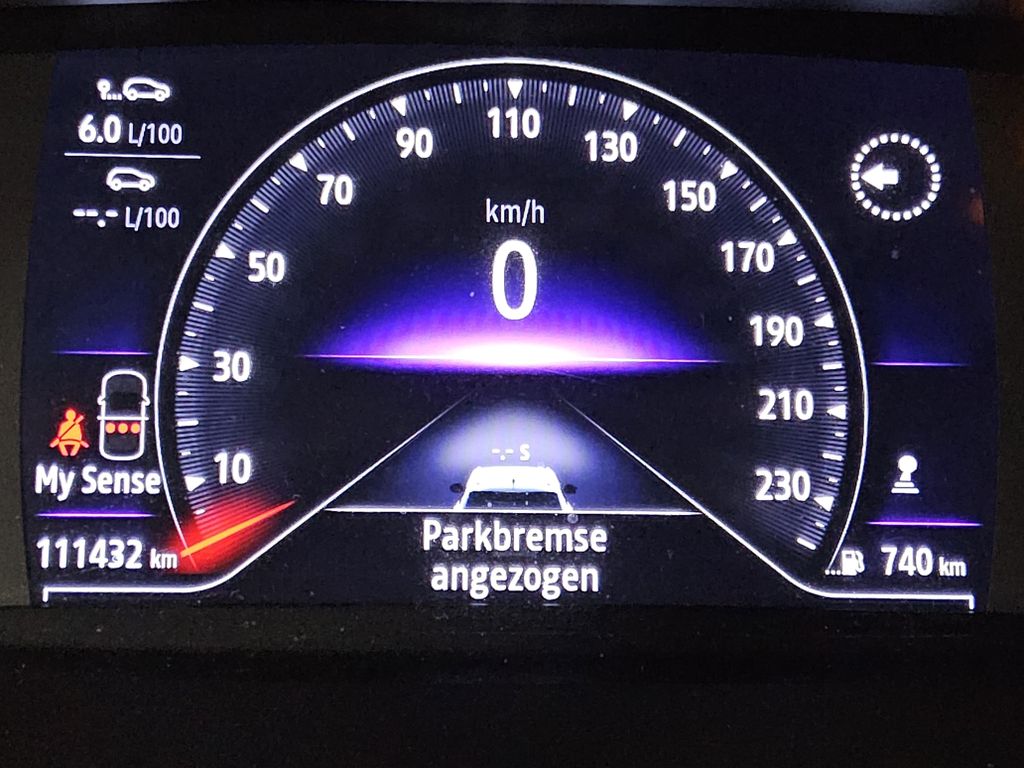 6.0 L/100
--.- L/100
10
30
50
70
90
110
130
150
170
190
210
230
km/h
0
-.- s
My Sense
111432 km
Parkbremse
angezogen
740 km